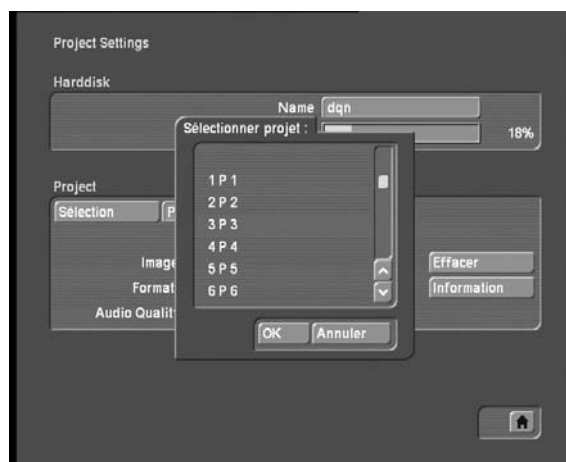 Project Settings
Harddisk
Name dqn
18%
Sélectionner projet :
1 P 1
2 P 2
3 P 3
4 P 4
5 P 5
6 P 6
OK Annuler
Project
Sélection P
Image
Format
Audio Qualit
Effacer
Information